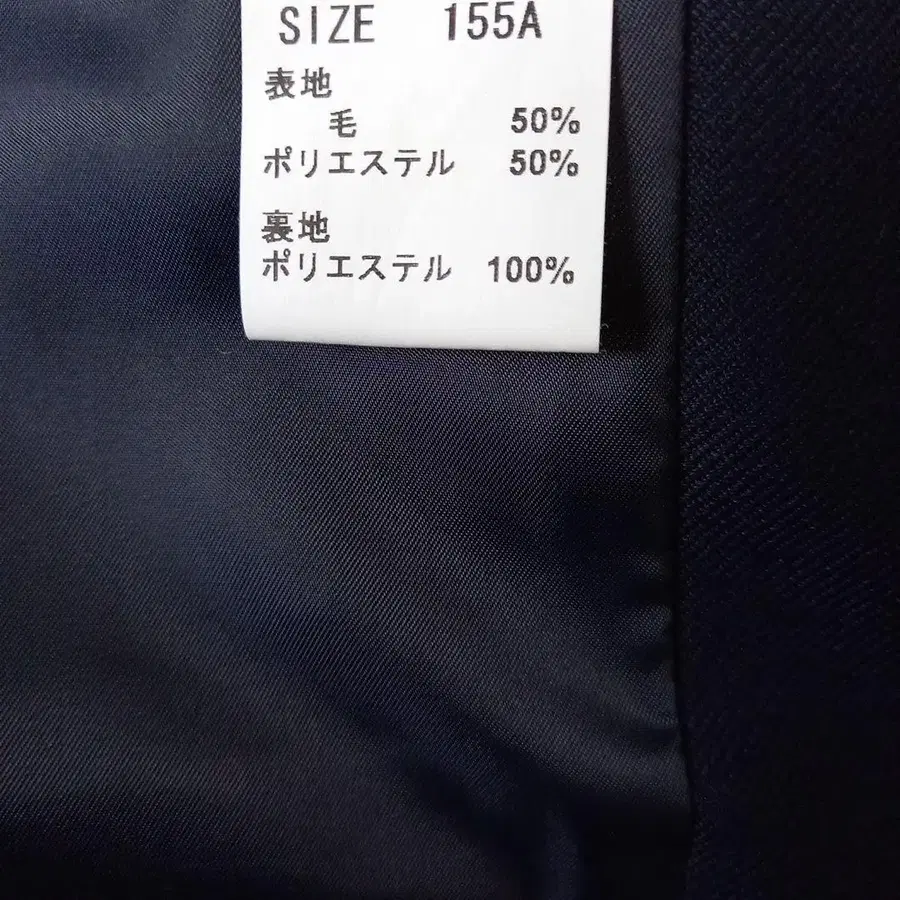 SIZE 155A
表地
毛 50%
ポリエステル 50%
裏地
ポリエステル 100%